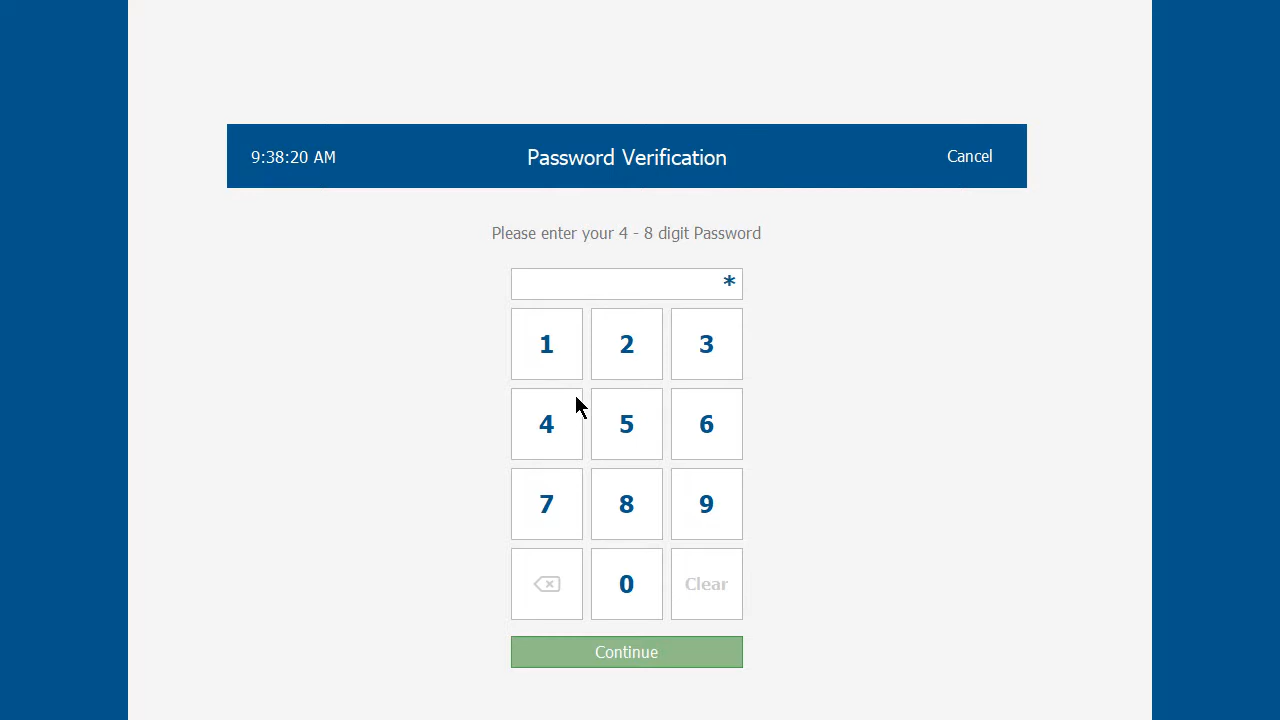 9:38:20 AM Password Verification Cancel
Please enter your 4 - 8 digit Password
*
1 2 3
4 5 6
7 8 9
0 Clear
Continue